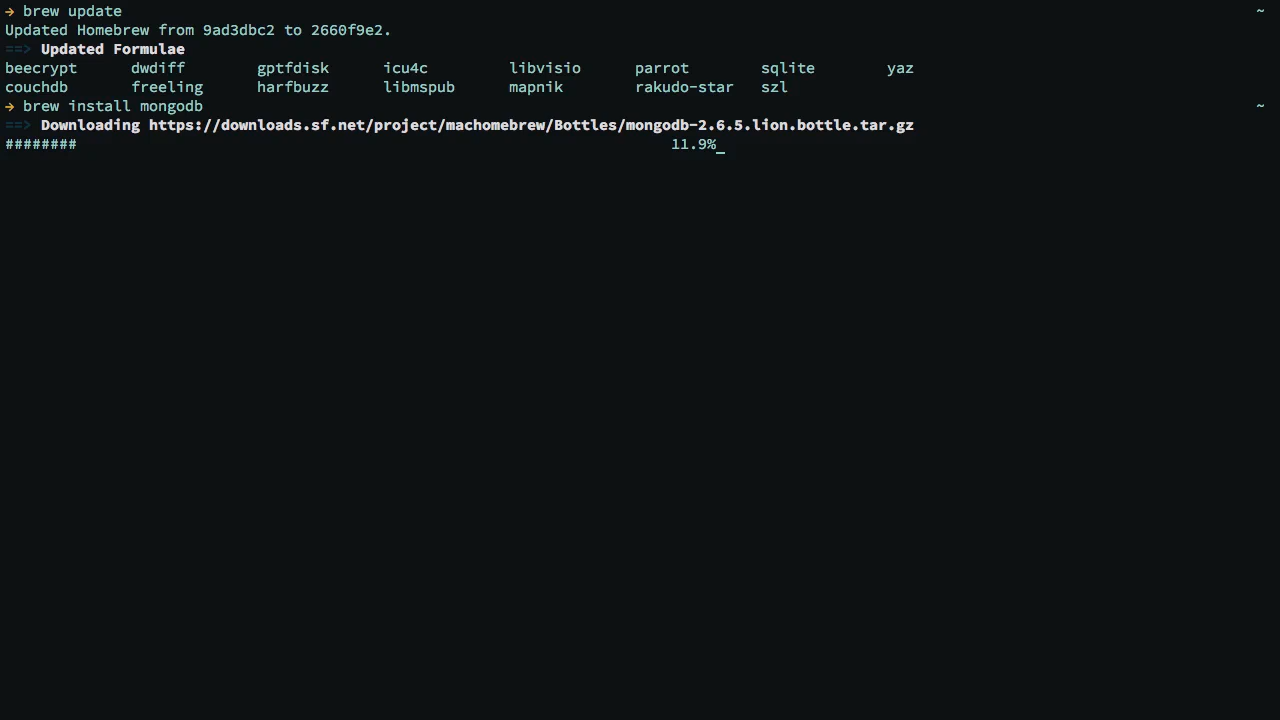 → brew update ~
Updated Homebrew from 9ad3dbc2 to 2660f9e2.
==> Updated Formulae
beecrypt dwdiff gptfdisk icu4c libvisio parrot sqlite yaz
couchdb freeling harfbuzz libmspub mapnik rakudo-star szl
→ brew install mongodb ~
==> Downloading https://downloads.sf.net/project/machomebrew/Bottles/mongodb-2.6.5.lion.bottle.tar.gz
######## 11.9%_